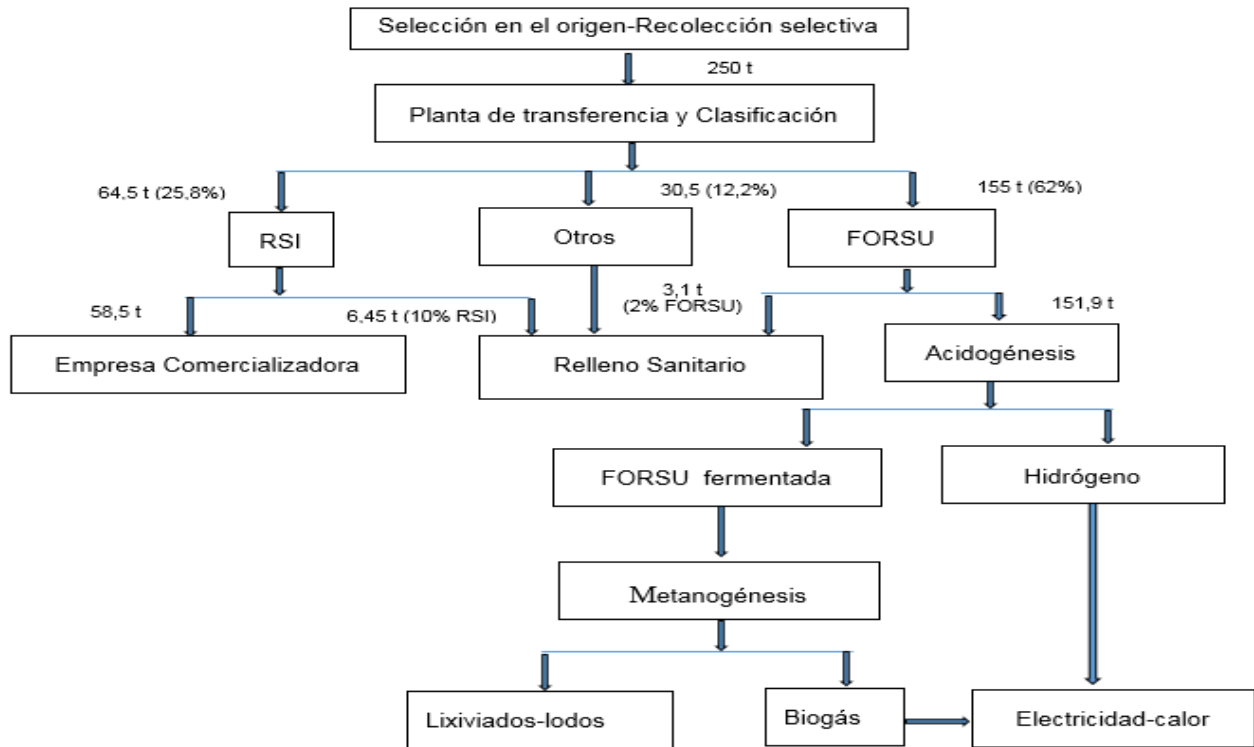 Selección en el origen-Recolección selectiva
250 t
Planta de transferencia y Clasificación
64,5 t (25,8%)
30,5 (12,2%)
155 t (62%)
RSI
Otros
FORSU
58,5 t
6,45 t (10% RSI)
3,1 t
(2% FORSU)
151,9 t
Empresa Comercializadora
Relleno Sanitario
Acidogénesis
FORSU fermentada
Hidrógeno
Metanogénesis
Lixiviados-lodos
Biogás
Electricidad-calor